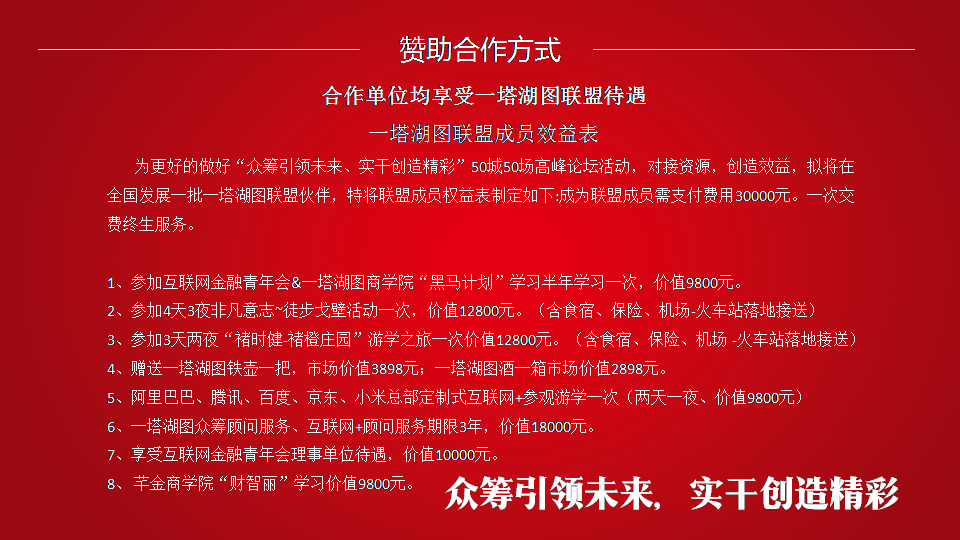 赞助合作方式
合作单位均享受一塔湖图联盟待遇
一塔湖图联盟成员效益表
为更好的做好“众筹引领未来、实干创造精彩”50城50场高峰论坛活动，对接资源，创造效益，拟将在
全国发展一批一塔湖图联盟伙伴，特将联盟成员权益表制定如下:成为联盟成员需支付费用30000元。一次交
费终生服务。
1、参加互联网金融青年会&一塔湖图商学院“黑马计划”学习半年学习一次，价值9800元。
2、参加4天3夜非凡意志~徒步戈壁活动一次，价值12800元。（含食宿、保险、机场-火车站落地接送）
3、参加3天两夜“褚时健-褚橙庄园”游学之旅一次价值12800元。（含食宿、保险、机场 -火车站落地接送）
4、赠送一塔湖图铁壶一把，市场价值3898元；一塔湖图酒一箱市场价值2898元。
5、阿里巴巴、腾讯、百度、京东、小米总部定制式互联网+参观游学一次（两天一夜、价值9800元）
6、一塔湖图众筹顾问服务、互联网+顾问服务期限3年，价值18000元。
7、享受互联网金融青年会理事单位待遇，价值10000元。
8、芊金商学院“财智丽”学习价值9800元。
众筹引领未来，实干创造精彩